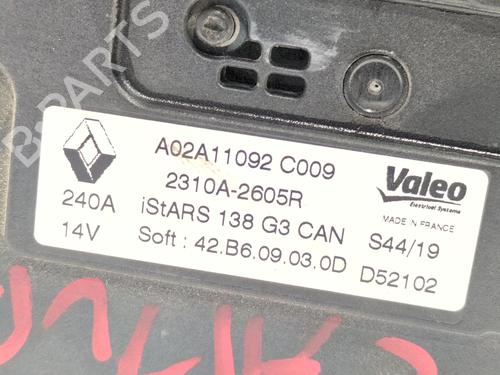 A02A11092 C009
2310A-2605R
240A iStARS 138 G3 CAN
14V Soft : 42.B6.09.03.0D
Valeo
Electrical Systems
MADE IN FRANCE
S44/19
D52102
B-PARTS